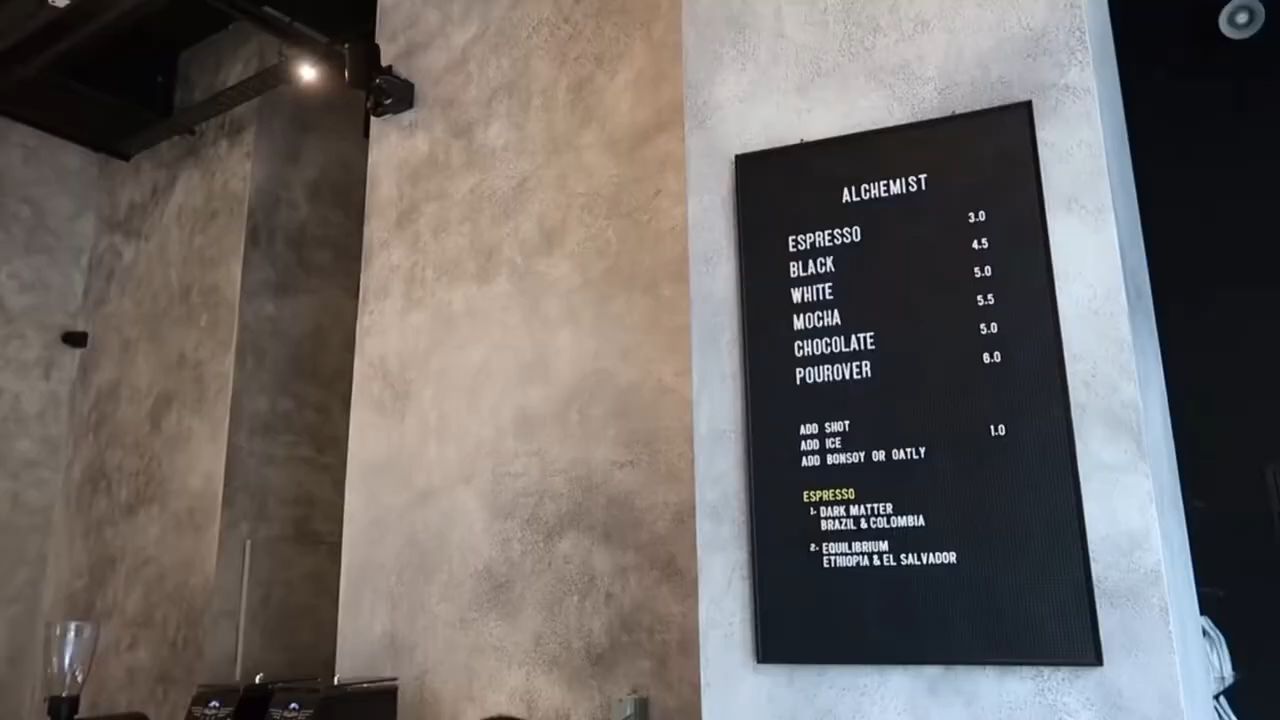 ALCHEMIST
ESPRESSO 3.0
BLACK 4.5
WHITE 5.0
MOCHA 5.5
CHOCOLATE 5.0
POUROVER 6.0
ADD SHOT
ADD ICE 1.0
ADD BONSOY OR OATLY
ESPRESSO
1. DARK MATTER
BRAZIL & COLOMBIA
2. EQUILIBRIUM
ETHIOPIA & EL SALVADOR